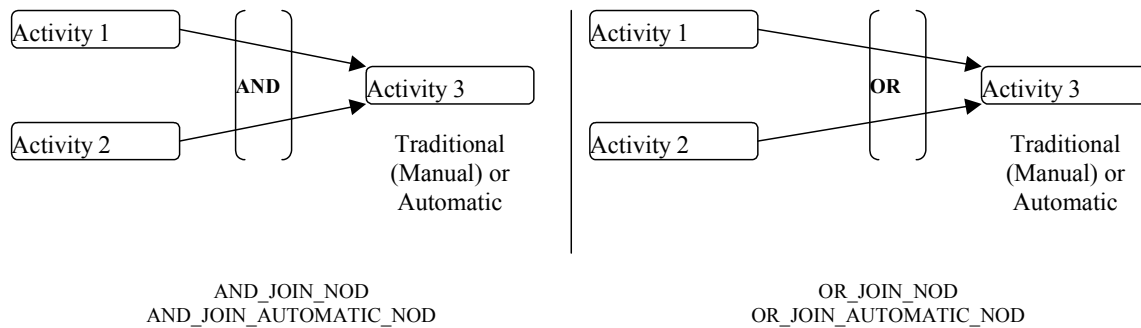 Activity 1
AND
Activity 3
Activity 2
Traditional
(Manual) or
Automatic
AND_JOIN_NOD
AND_JOIN_AUTOMATIC_NOD
Activity 1
OR
Activity 3
Activity 2
Traditional
(Manual) or
Automatic
OR_JOIN_NOD
OR_JOIN_AUTOMATIC_NOD